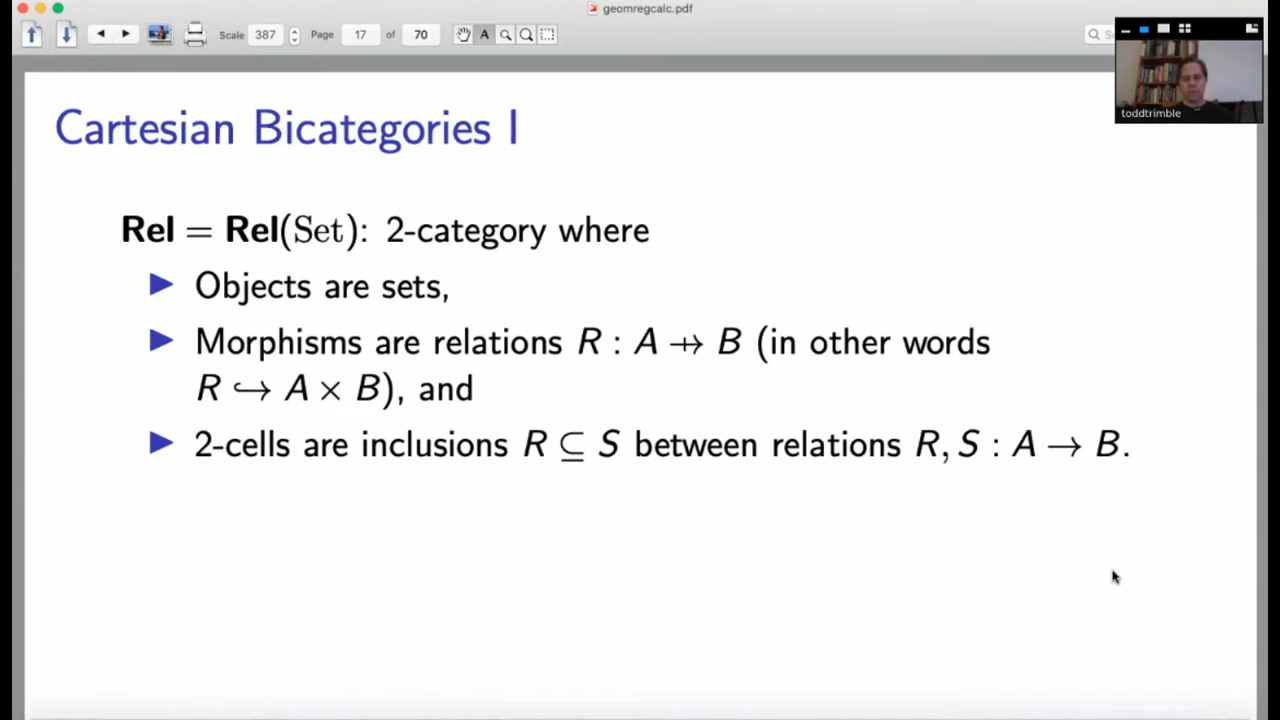 geomregcalc.pdf
Scale 387 Page 17 of 70 A
toddtrimble
Cartesian Bicategories I
Rel = Rel(Set): 2-category where
▶ Objects are sets,
▶ Morphisms are relations R : A ⇸ B (in other words
R ↪ A × B), and
▶ 2-cells are inclusions R ⊆ S between relations R, S : A → B.